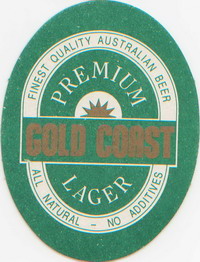 FINEST QUALITY AUSTRALIAN BEER
PREMIUM
GOLD COAST
LAGER
ALL NATURAL - NO ADDITIVES